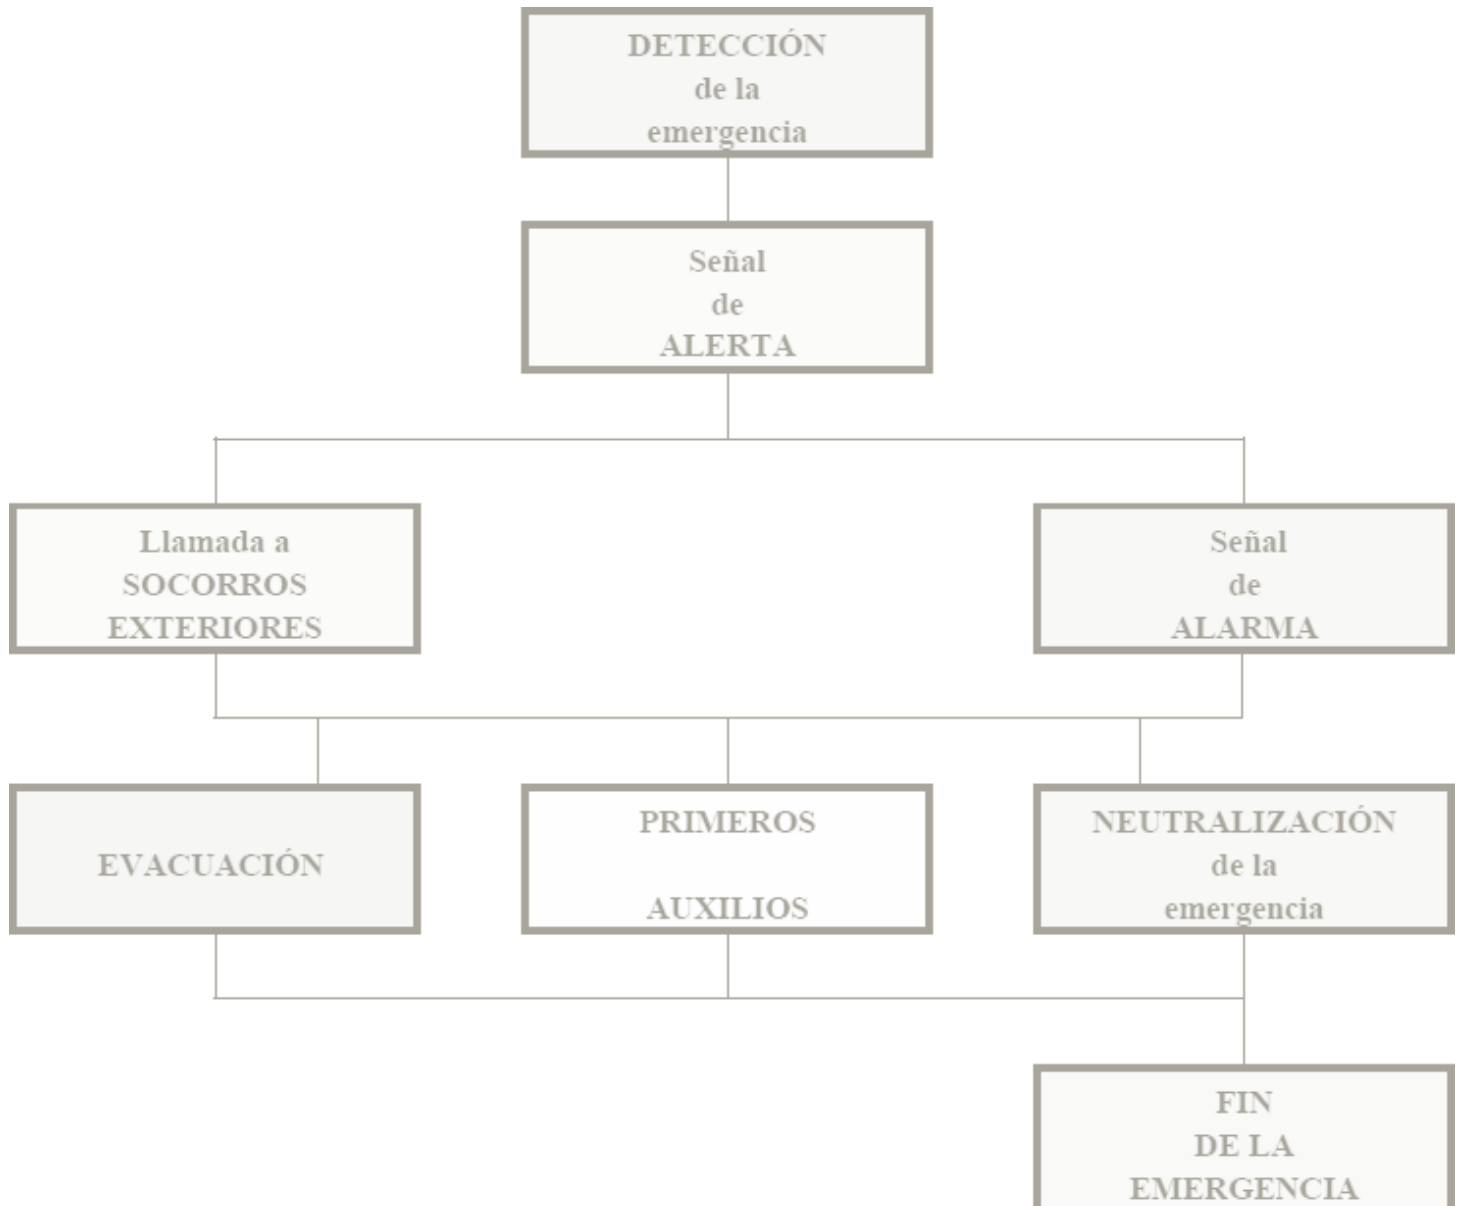 DETECCIÓN
de la
emergencia
Señal
de
ALERTA
Llamada a
SOCORROS
EXTERIORES
Señal
de
ALARMA
EVACUACIÓN
PRIMEROS
AUXILIOS
NEUTRALIZACIÓN
de la
emergencia
FIN
DE LA
EMERGENCIA